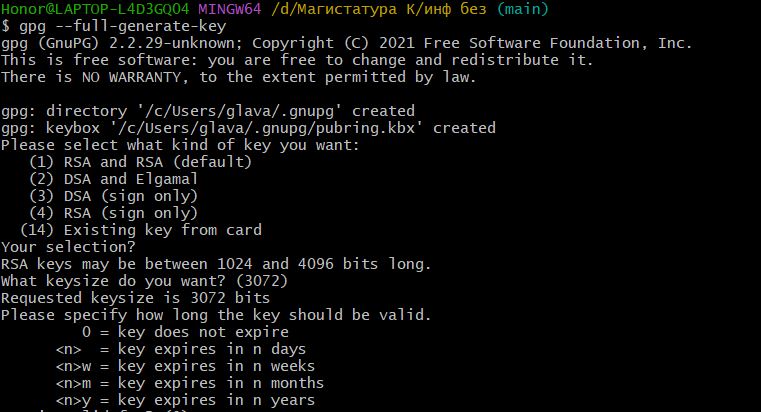 Honor@LAPTOP-L4D3GQO4 MINGW64 /d/Магистатура К/инф без (main)
$ gpg --full-generate-key
gpg (GnuPG) 2.2.29-unknown; Copyright (C) 2021 Free Software Foundation, Inc.
This is free software: you are free to change and redistribute it.
There is NO WARRANTY, to the extent permitted by law.

gpg: directory '/c/Users/glava/.gnupg' created
gpg: keybox '/c/Users/glava/.gnupg/pubring.kbx' created
Please select what kind of key you want:
   (1) RSA and RSA (default)
   (2) DSA and Elgamal
   (3) DSA (sign only)
   (4) RSA (sign only)
  (14) Existing key from card
Your selection?
RSA keys may be between 1024 and 4096 bits long.
What keysize do you want? (3072)
Requested keysize is 3072 bits
Please specify how long the key should be valid.
         0 = key does not expire
      <n>  = key expires in n days
      <n>w = key expires in n weeks
      <n>m = key expires in n months
      <n>y = key expires in n years